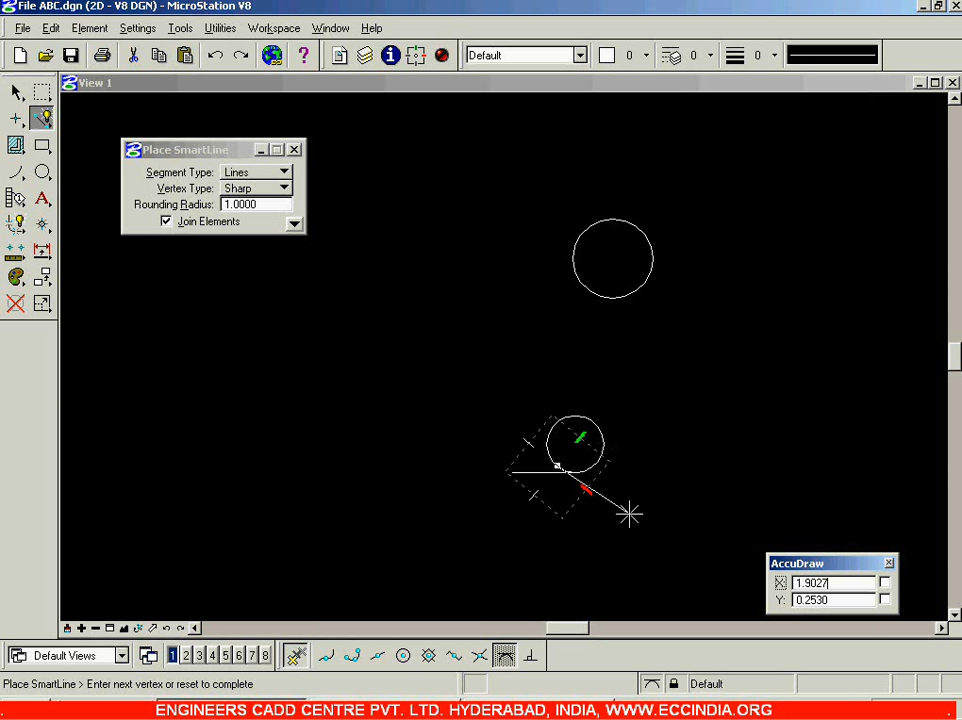 File ABC.dgn (2D - V8 DGN) - MicroStation V8
File Edit Element Settings Tools Utilities Workspace Window Help
Default 0 0 0
View 1
Place SmartLine
Segment Type: Lines
Vertex Type: Sharp
Rounding Radius: 1.0000
Join Elements
AccuDraw
X: 1.9027
Y: 0.2530
Default Views 1 2 3 4 5 6 7 8
Place SmartLine > Enter next vertex or reset to complete Default
ENGINEERS CADD CENTRE PVT. LTD. HYDERABAD, INDIA, WWW.ECCINDIA.ORG